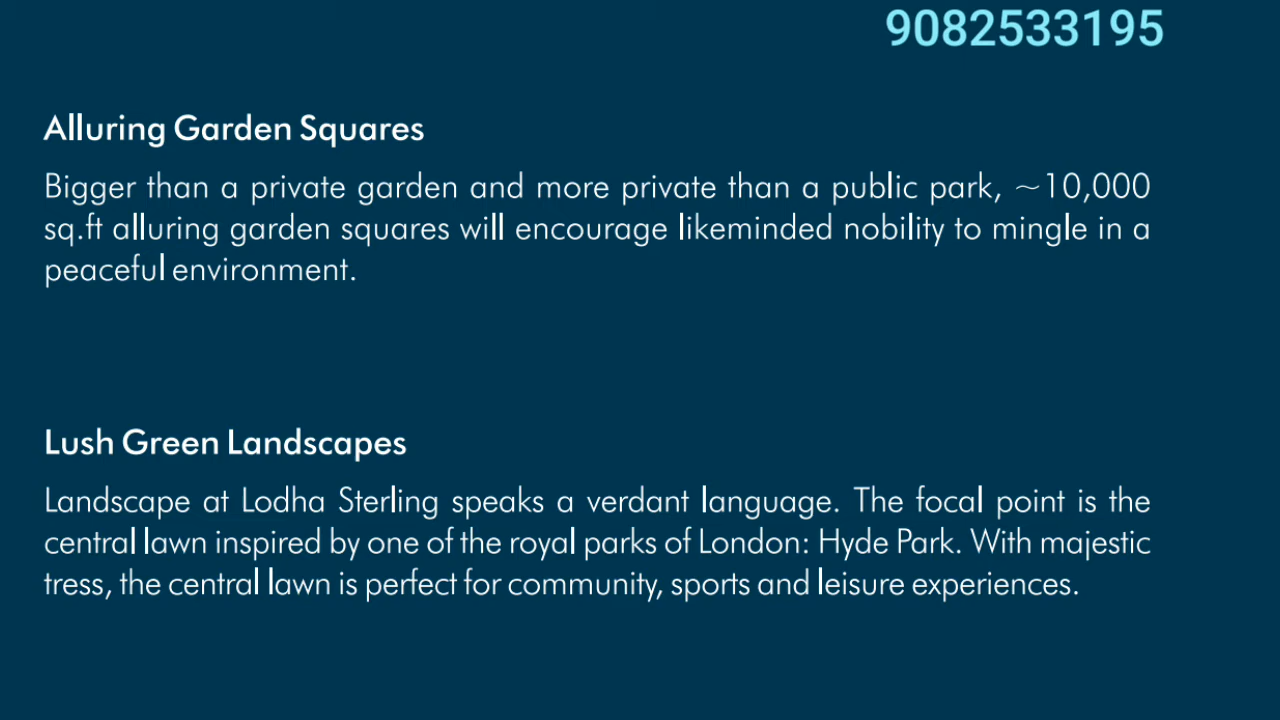 9082533195
Alluring Garden Squares
Bigger than a private garden and more private than a public park, ~10,000
sq.ft alluring garden squares will encourage likeminded nobility to mingle in a
peaceful environment.
Lush Green Landscapes
Landscape at Lodha Sterling speaks a verdant language. The focal point is the
central lawn inspired by one of the royal parks of London: Hyde Park. With majestic
tress, the central lawn is perfect for community, sports and leisure experiences.